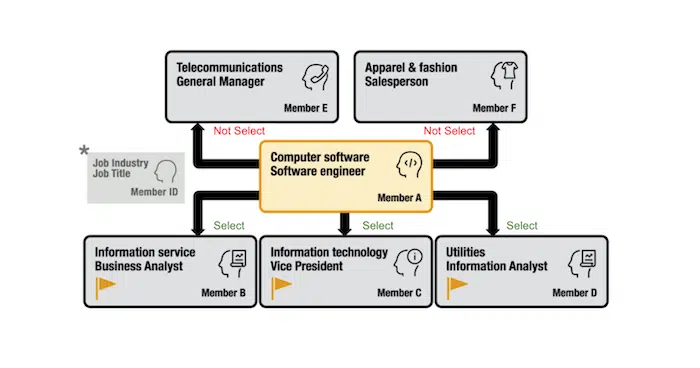 Telecommunications
General Manager
Member E
Apparel & fashion
Salesperson
Member F
Not Select
Not Select
*
Job Industry
Job Title
Member ID
Computer software
Software engineer
</>
Member A
Select
Select
Select
Information service
Business Analyst
Member B
Information technology
Vice President
i
Member C
Utilities
Information Analyst
Member D